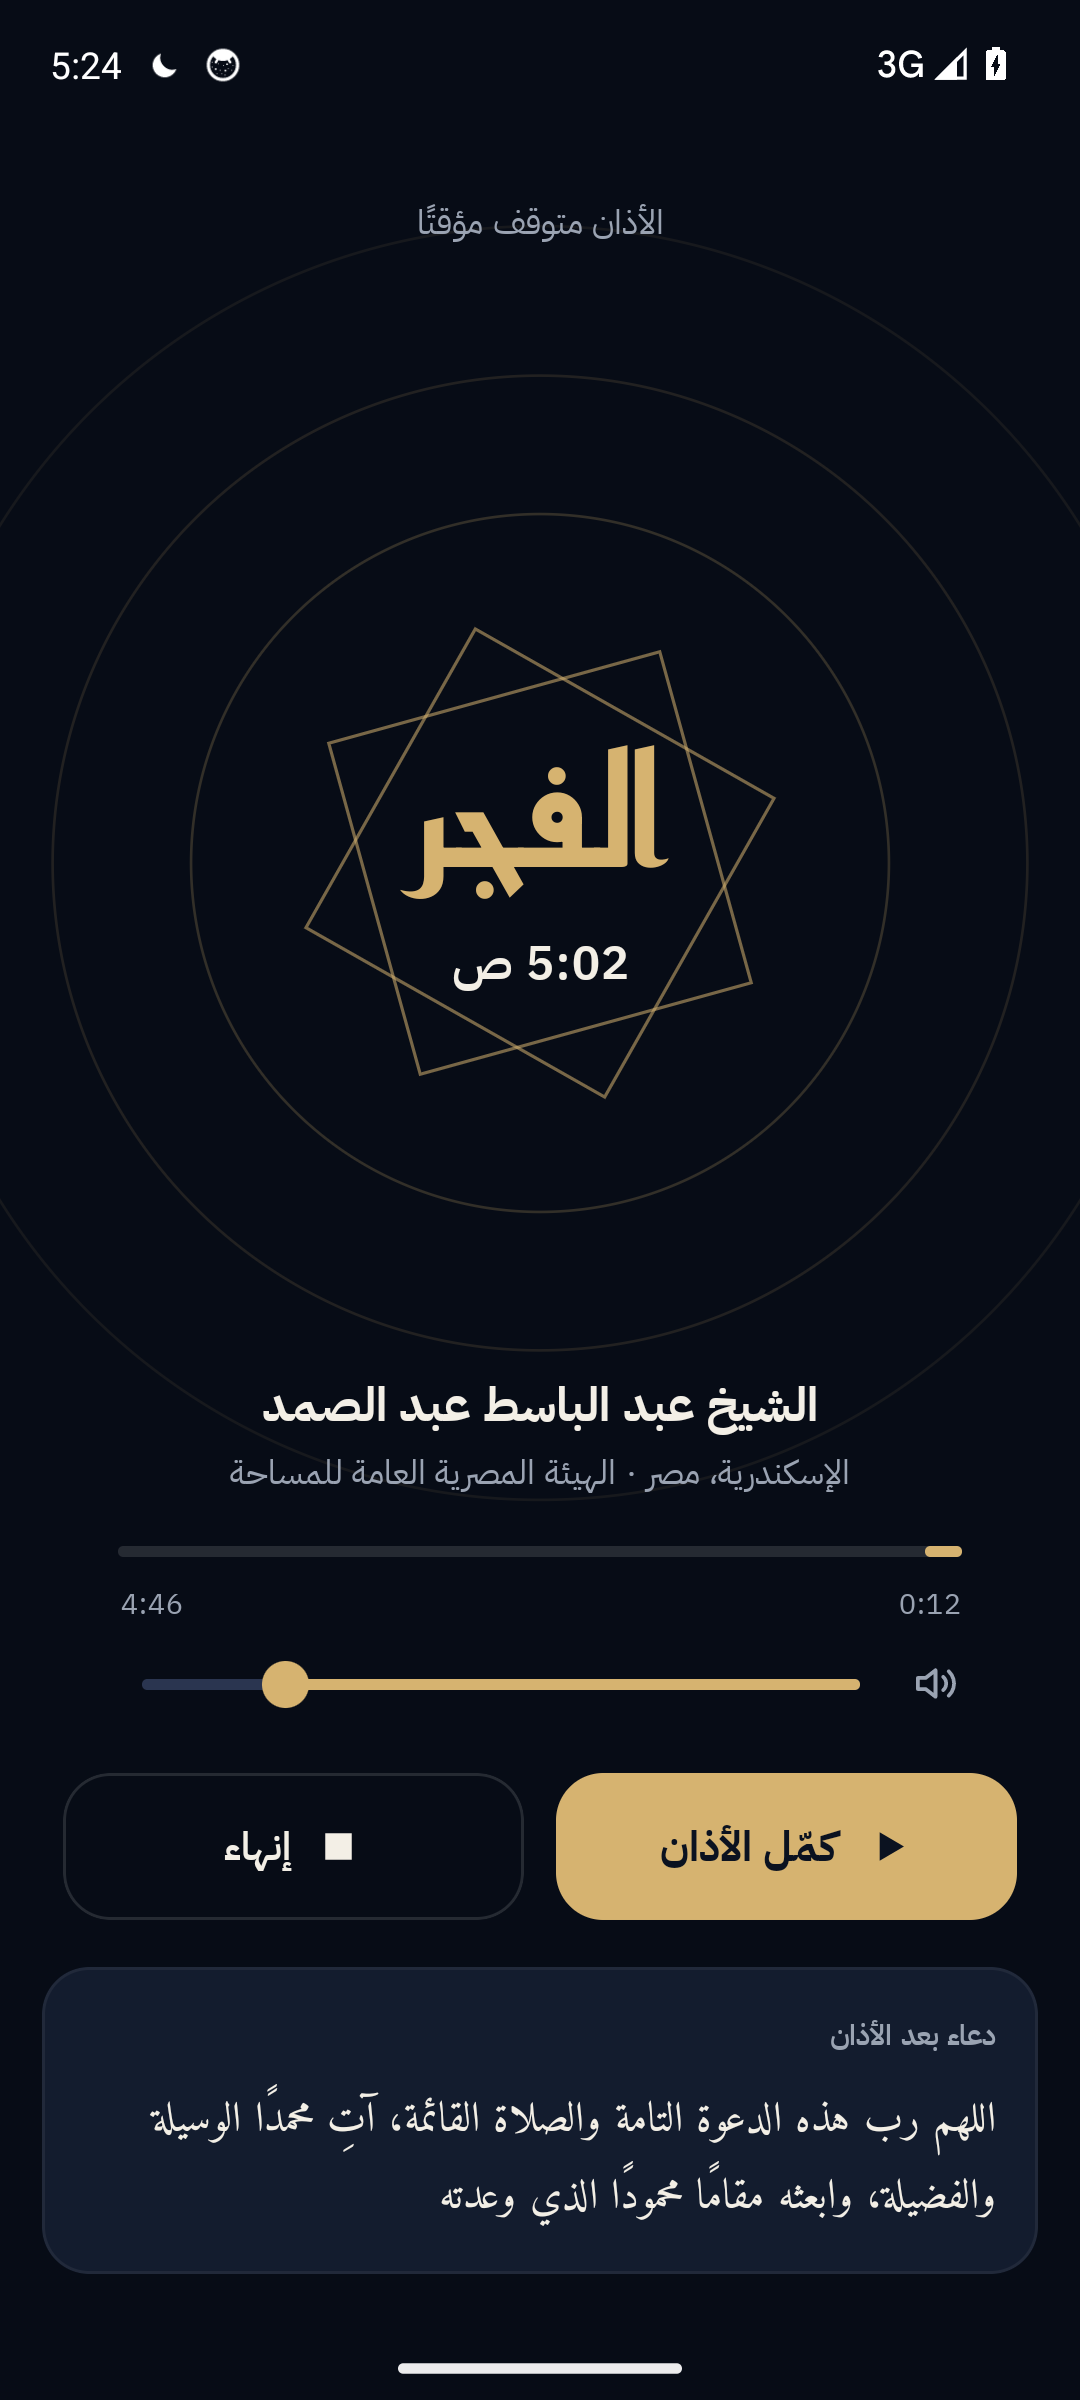 5:24 3G
الأذان متوقف مؤقتًا
الفجر
5:02 ص
الشيخ عبد الباسط عبد الصمد
الإسكندرية، مصر · الهيئة المصرية العامة للمساحة
0:12 4:46
كمّل الأذان
إنهاء
دعاء بعد الأذان
اللهم رب هذه الدعوة التامة والصلاة القائمة، آتِ محمدًا الوسيلة
والفضيلة، وابعثه مقامًا محمودًا الذي وعدته